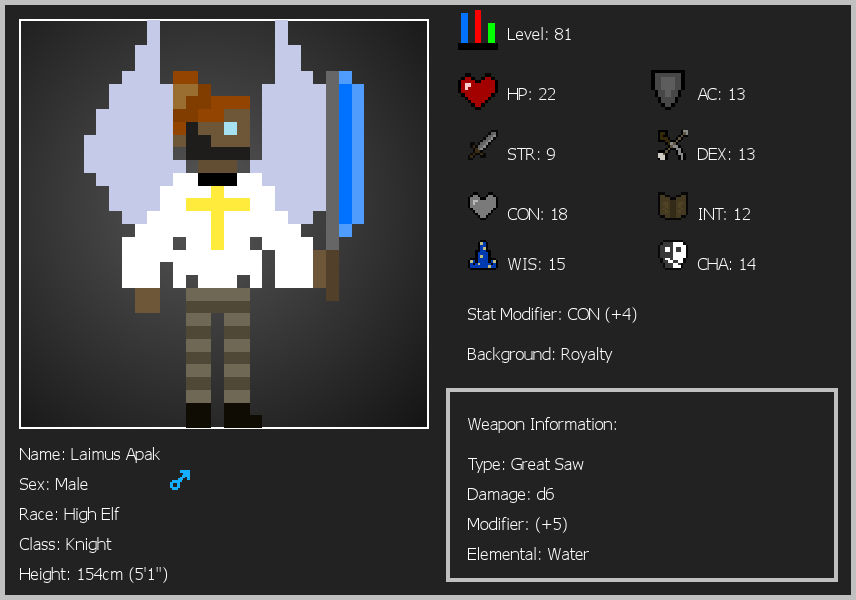 Level: 81
HP: 22
AC: 13
STR: 9
DEX: 13
CON: 18
INT: 12
WIS: 15
CHA: 14
Stat Modifier: CON (+4)
Background: Royalty
Weapon Information:
Type: Great Saw
Damage: d6
Modifier: (+5)
Elemental: Water
Name: Laimus Apak
Sex: Male
Race: High Elf
Class: Knight
Height: 154cm (5'1")